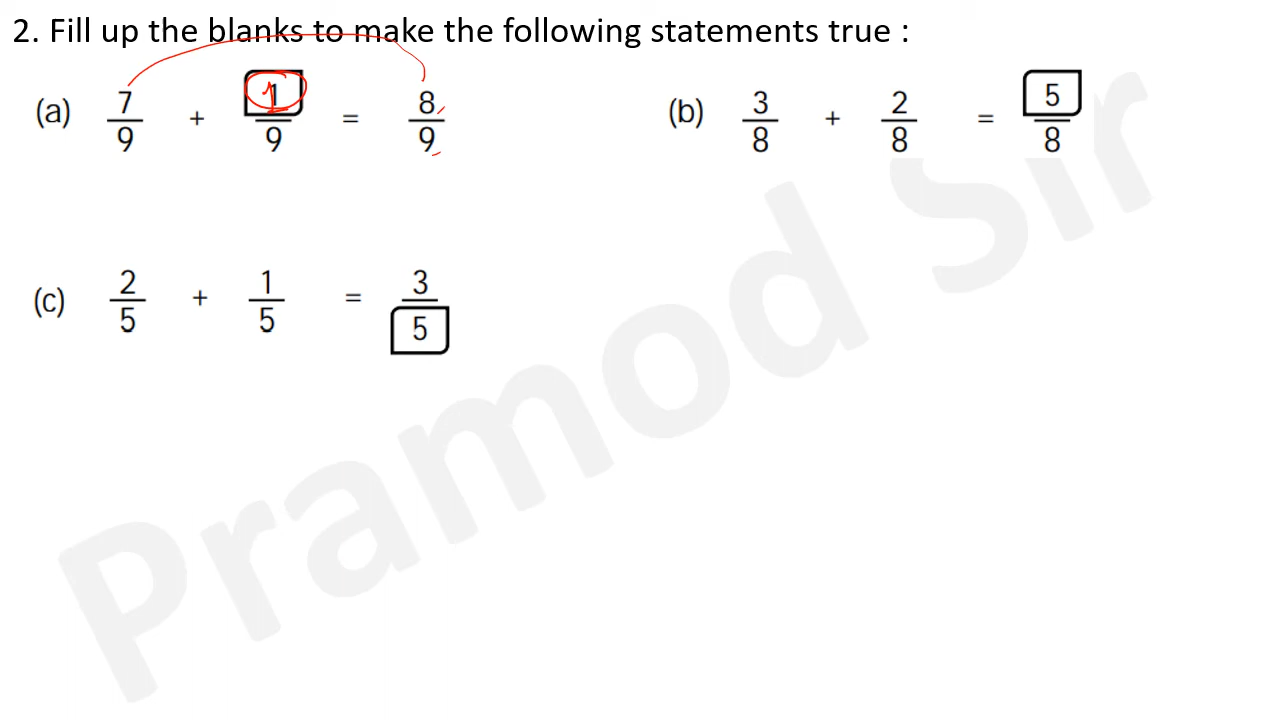 2. Fill up the blanks to make the following statements true :
(a) 7/9 + 1/9 = 8/9 (b) 3/8 + 2/8 = 5/8
(c) 2/5 + 1/5 = 3/5
Pramod Sir